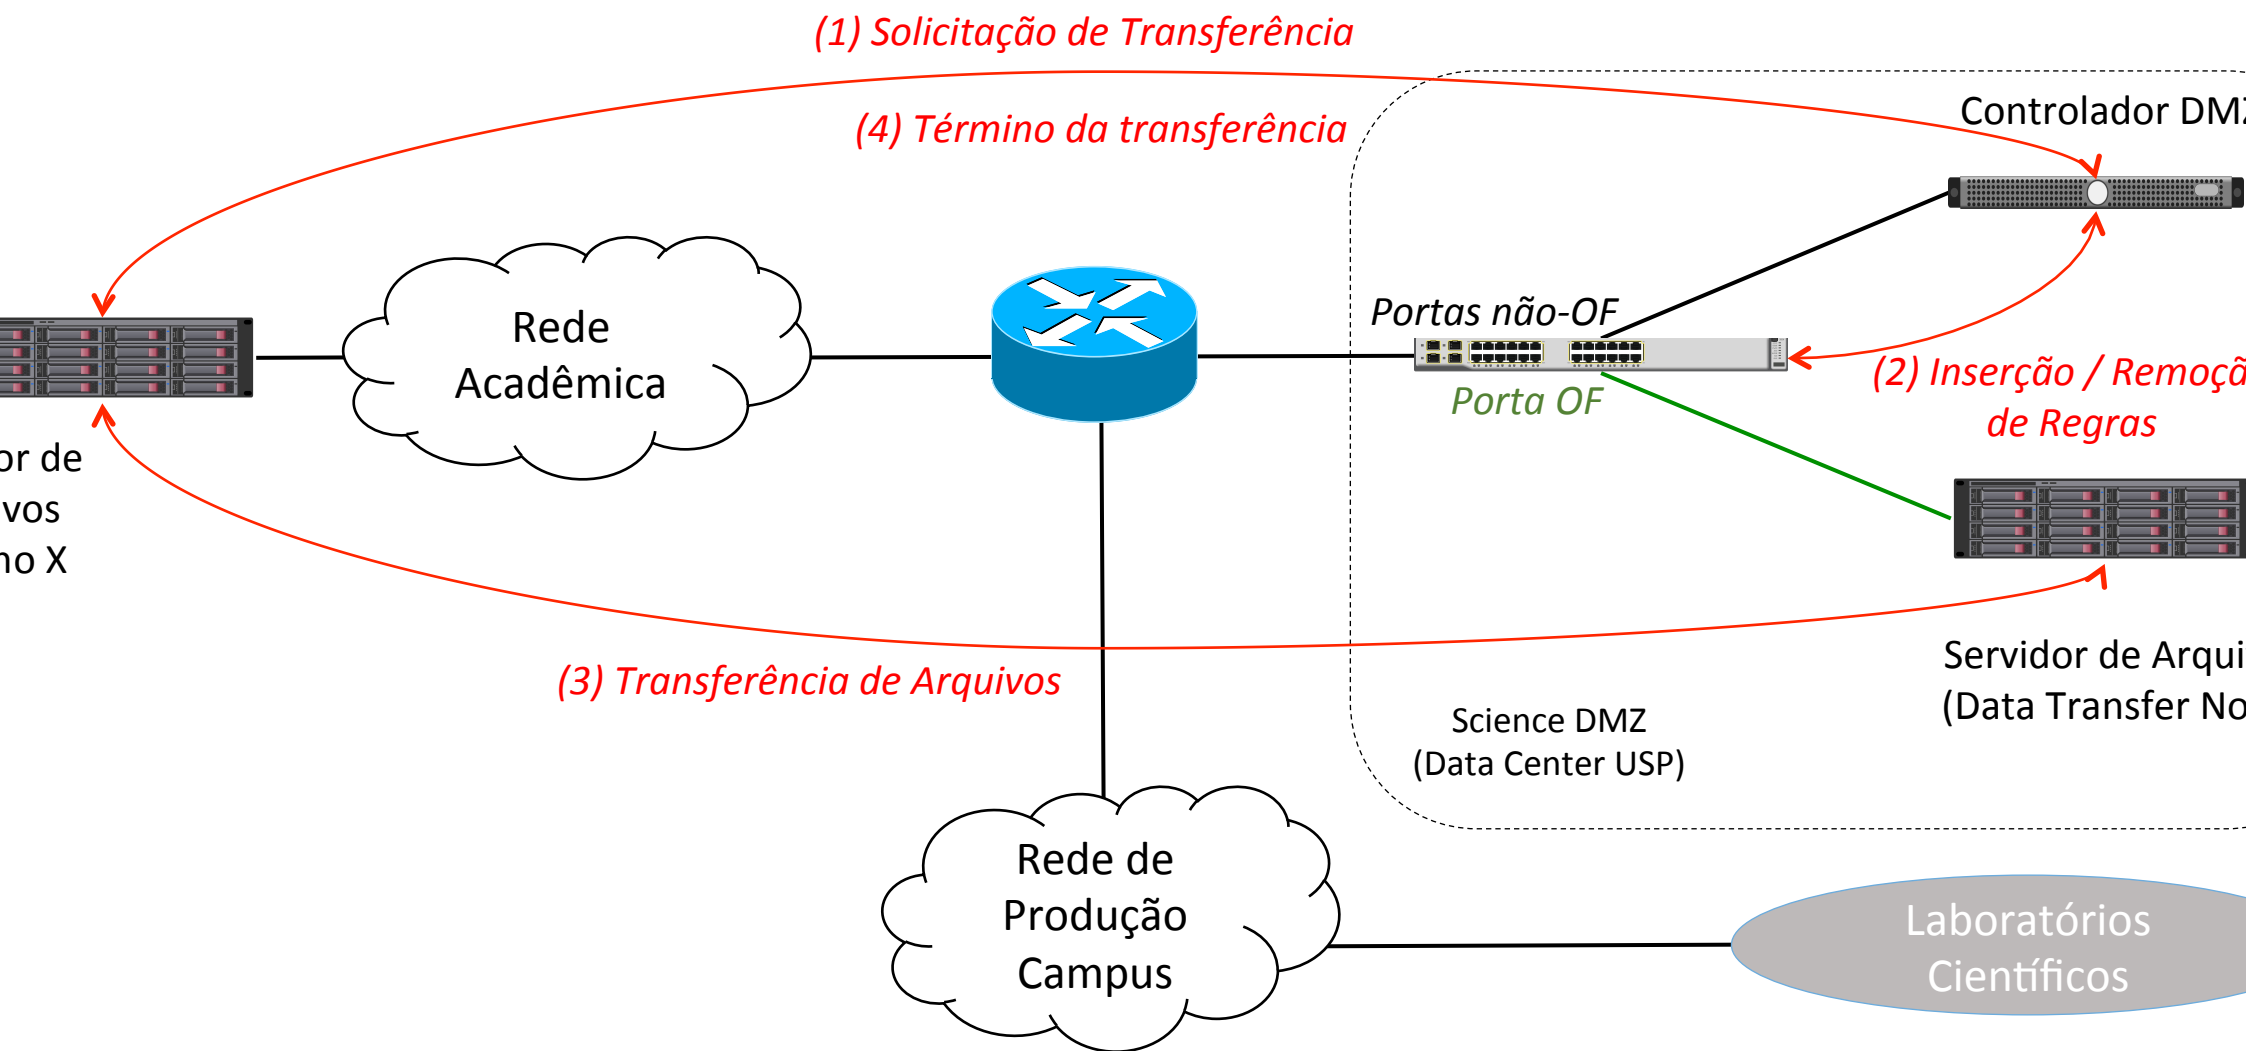 (1) Solicitação de Transferência
Controlador DMZ
(4) Término da transferência
Rede
Acadêmica
Portas não-OF
Porta OF
(2) Inserção / Remoçã
de Regras
or de
vos
no X
Servidor de Arqui
(Data Transfer No
(3) Transferência de Arquivos
Science DMZ
(Data Center USP)
Rede de
Produção
Campus
Laboratórios
Científicos